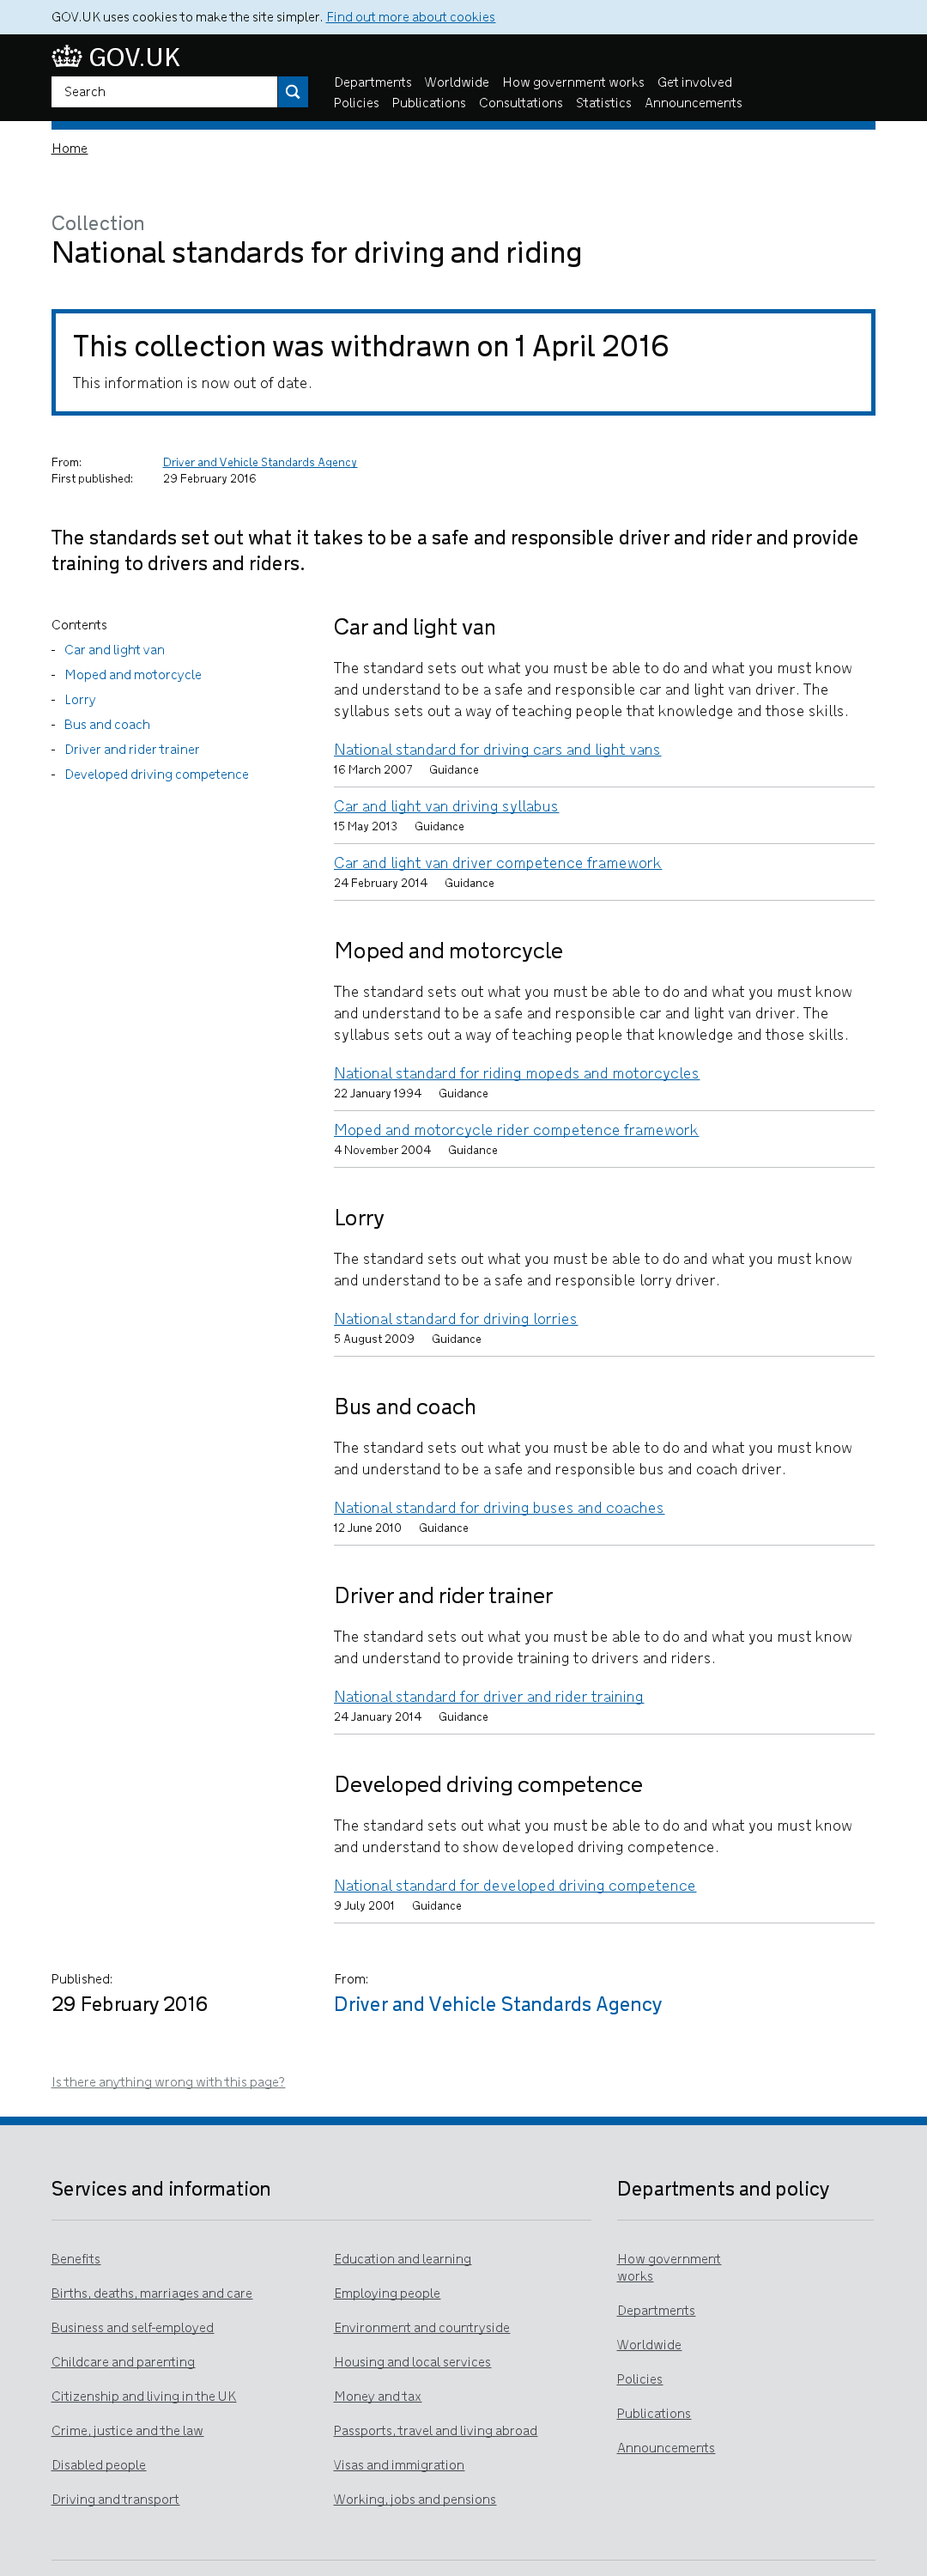 GOV.UK uses cookies to make the site simpler. Find out more about cookies
GOV.UK
Search
Departments Worldwide How government works Get involved
Policies Publications Consultations Statistics Announcements
Home
Collection
National standards for driving and riding
This collection was withdrawn on 1 April 2016
This information is now out of date.
From: Driver and Vehicle Standards Agency
First published: 29 February 2016
The standards set out what it takes to be a safe and responsible driver and rider and provide
training to drivers and riders.
Contents
- Car and light van
- Moped and motorcycle
- Lorry
- Bus and coach
- Driver and rider trainer
- Developed driving competence
Car and light van
The standard sets out what you must be able to do and what you must know
and understand to be a safe and responsible car and light van driver. The
syllabus sets out a way of teaching people that knowledge and those skills.
National standard for driving cars and light vans
16 March 2007 Guidance
Car and light van driving syllabus
15 May 2013 Guidance
Car and light van driver competence framework
24 February 2014 Guidance
Moped and motorcycle
The standard sets out what you must be able to do and what you must know
and understand to be a safe and responsible car and light van driver. The
syllabus sets out a way of teaching people that knowledge and those skills.
National standard for riding mopeds and motorcycles
22 January 1994 Guidance
Moped and motorcycle rider competence framework
4 November 2004 Guidance
Lorry
The standard sets out what you must be able to do and what you must know
and understand to be a safe and responsible lorry driver.
National standard for driving lorries
5 August 2009 Guidance
Bus and coach
The standard sets out what you must be able to do and what you must know
and understand to be a safe and responsible bus and coach driver.
National standard for driving buses and coaches
12 June 2010 Guidance
Driver and rider trainer
The standard sets out what you must be able to do and what you must know
and understand to provide training to drivers and riders.
National standard for driver and rider training
24 January 2014 Guidance
Developed driving competence
The standard sets out what you must be able to do and what you must know
and understand to show developed driving competence.
National standard for developed driving competence
9 July 2001 Guidance
Published:
29 February 2016
From:
Driver and Vehicle Standards Agency
Is there anything wrong with this page?
Services and information
Benefits
Births, deaths, marriages and care
Business and self-employed
Childcare and parenting
Citizenship and living in the UK
Crime, justice and the law
Disabled people
Driving and transport
Education and learning
Employing people
Environment and countryside
Housing and local services
Money and tax
Passports, travel and living abroad
Visas and immigration
Working, jobs and pensions
Departments and policy
How government
works
Departments
Worldwide
Policies
Publications
Announcements